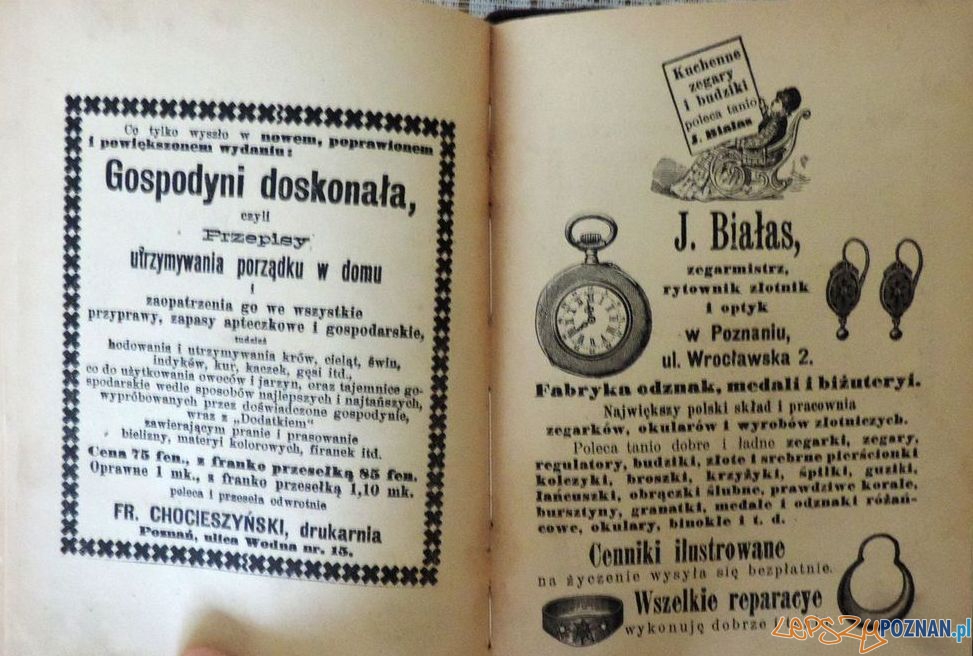 Co tylko wyszło w nowem, poprawionem
i powiększonem wydaniu:
Gospodyni doskonała,
czyli
Przepisy
utrzymywania porządku w domu
i
zaopatrzenia go we wszystkie
przyprawy, zapasy apteczkowe i gospodarskie,
tudzież
hodowania i utrzymywania krów, cieląt, świń,
indyków, kur, kaczek, gęsi itd.,
co do użytkowania owoców i jarzyn, oraz tajemnice go-
spodarskie wedle sposobów najlepszych i najtańszych,
wypróbowanych przez doświadczone gospodynie,
wraz z „Dodatkiem"
zawierającym pranie i prasowanie
bielizny, materyi kolorowych, firanek itd.
Cena 75 fen., z franko przesełką 85 fen.
Oprawne 1 mk., z franko przesełką 1,10 mk.
poleca i przeseła odwrotnie
FR. CHOCIESZYŃSKI, drukarnia
Poznań, ulica Wodna nr. 15.
Kuchenne
zegary
i budziki
poleca tanio
J. Białas
J. Białas,
zegarmistrz,
rytownik złotnik
i optyk
w Poznaniu,
ul. Wrocławska 2.
Fabryka odznak, medali i biżuteryi.
Największy polski skład i pracownia
zegarków, okularów i wyrobów złotniczych.
Poleca tanio dobre i ładne zegarki, zegary,
regulatory, budziki, złote i srebrne pierścionki
kolczyki, broszki, krzyżyki, śpilki, guziki,
łańcuszki, obrączki ślubne, prawdziwe korale,
bursztyny, granatki, medale i odznaki różań-
cowe, okulary, binokle i t. d.
Cenniki ilustrowane
na życzenie wysyła się bezpłatnie.
Wszelkie reparacye
wykonuję dobrze
LEPSZYPOZNAN.pl